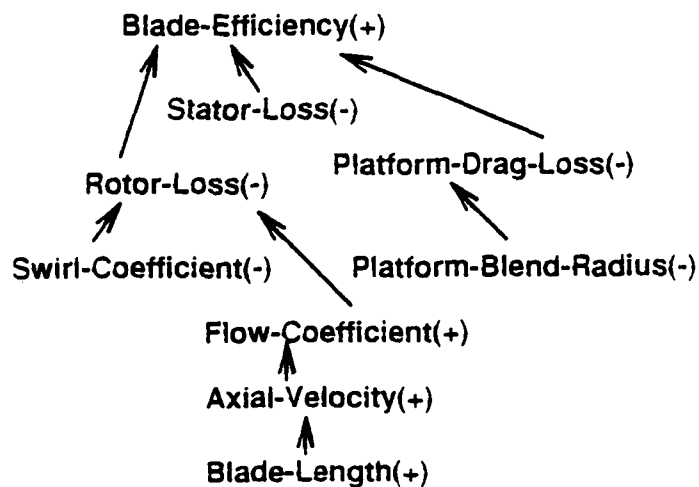 Blade-Efficiency(+)
Stator-Loss(-)
Platform-Drag-Loss(-)
Rotor-Loss(-)
Swirl-Coefficient(-)
Platform-Blend-Radius(-)
Flow-Coefficient(+)
Axial-Velocity(+)
Blade-Length(+)